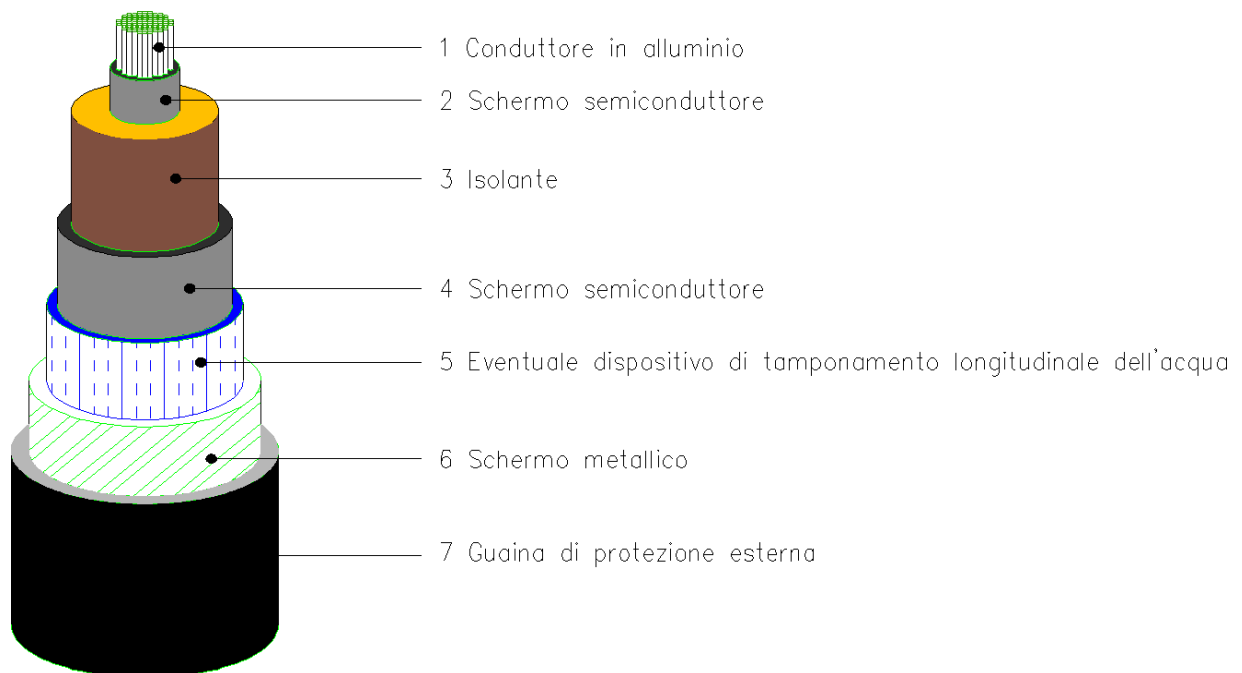 1 Conduttore in alluminio
2 Schermo semiconduttore
3 Isolante
4 Schermo semiconduttore
5 Eventuale dispositivo di tamponamento longitudinale dell'acqua
6 Schermo metallico
7 Guaina di protezione esterna